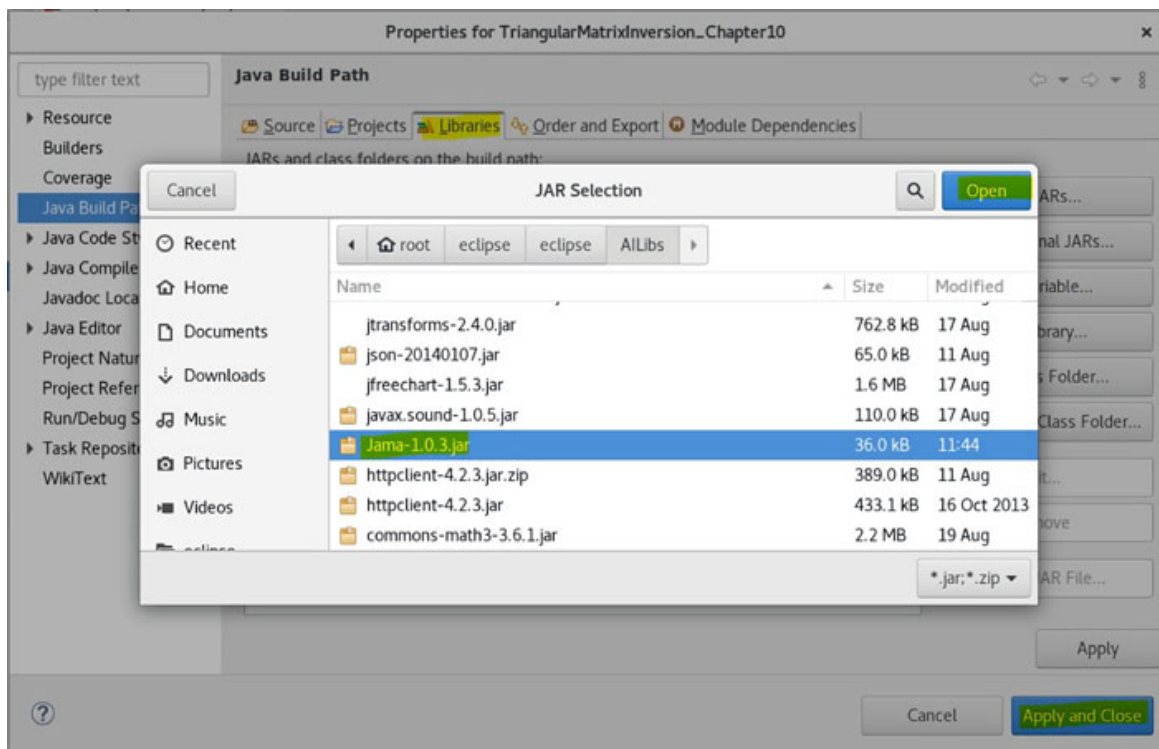 Properties for TriangularMatrixInversion_Chapter10
type filter text
Java Build Path
Resource
Builders
Coverage
Java Build Pa
Java Code St
Java Compile
Javadoc Loca
Java Editor
Project Natur
Project Refer
Run/Debug S
Task Reposito
WikiText
Source Projects Libraries Order and Export Module Dependencies
JARs and class folders on the build path:
Cancel JAR Selection Open
Recent
Home
Documents
Downloads
Music
Pictures
Videos
eclipse
root eclipse eclipse AILibs
Name Size Modified
jtransforms-2.4.0.jar 762.8 kB 17 Aug
json-20140107.jar 65.0 kB 11 Aug
jfreechart-1.5.3.jar 1.6 MB 17 Aug
javax.sound-1.0.5.jar 110.0 kB 17 Aug
Jama-1.0.3.jar 36.0 kB 11:44
httpclient-4.2.3.jar.zip 389.0 kB 11 Aug
httpclient-4.2.3.jar 433.1 kB 16 Oct 2013
commons-math3-3.6.1.jar 2.2 MB 19 Aug
*.jar;*.zip
ARs...
nal JARs...
riable...
brary...
s Folder...
Class Folder...
it...
ove
AR File...
Apply
Cancel Apply and Close